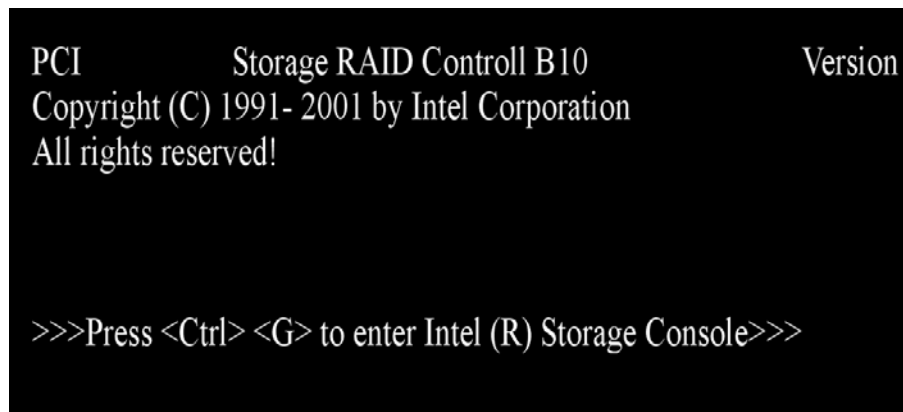 PCI Storage RAID Controll B10 Version
Copyright (C) 1991- 2001 by Intel Corporation
All rights reserved!
>>>Press <Ctrl> <G> to enter Intel (R) Storage Console>>>